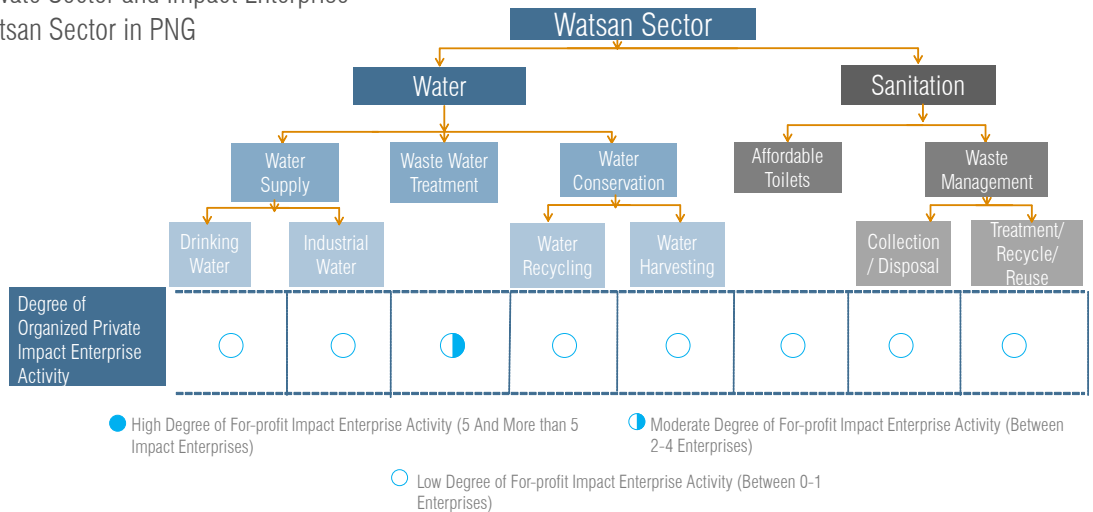 Sector and Impact Enterprise
Sector in PNG
Watsan Sector
Water
Sanitation
Water
Supply
Waste Water
Treatment
Water
Conservation
Affordable
Toilets
Waste
Management
Drinking
Water
Industrial
Water
Water
Recycling
Water
Harvesting
Collection
/ Disposal
Treatment/
Recycle/
Reuse
Degree of
Organized Private
Impact Enterprise
Activity
High Degree of For-profit Impact Enterprise Activity (5 And More than 5
Impact Enterprises)
Moderate Degree of For-profit Impact Enterprise Activity (Between
2-4 Enterprises)
Low Degree of For-profit Impact Enterprise Activity (Between 0-1
Enterprises)